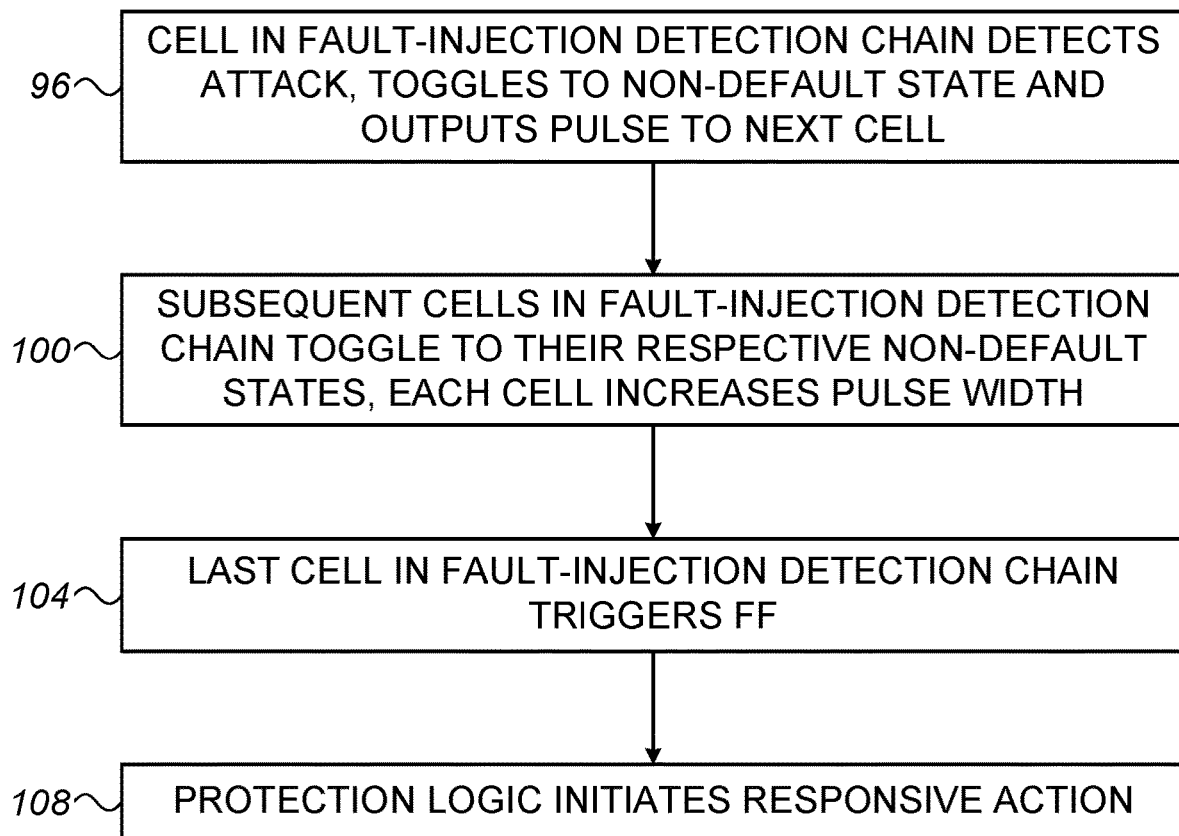 CELL IN FAULT-INJECTION DETECTION CHAIN DETECTS
96
ATTACK, TOGGLES TO NON-DEFAULT STATE AND
OUTPUTS PULSE TO NEXT CELL
SUBSEQUENT CELLS IN FAULT-INJECTION DETECTION
100
CHAIN TOGGLE TO THEIR RESPECTIVE NON-DEFAULT
STATES, EACH CELL INCREASES PULSE WIDTH
104
LAST CELL IN FAULT-INJECTION DETECTION CHAIN
TRIGGERS FF
108
PROTECTION LOGIC INITIATES RESPONSIVE ACTION